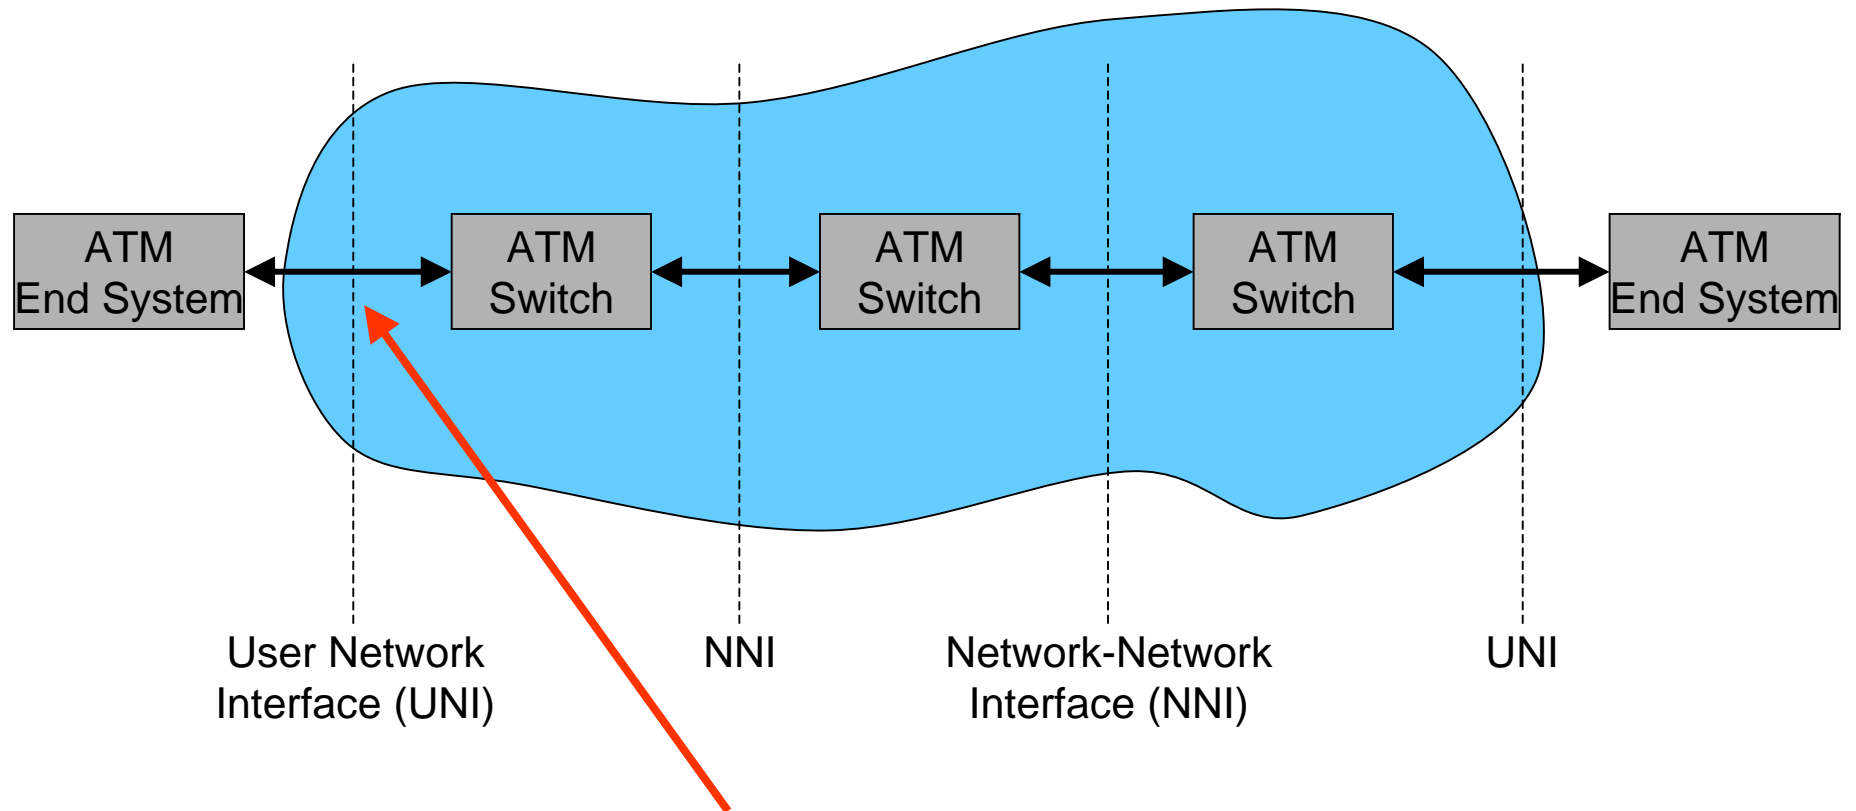 ATM
End System
ATM
Switch
ATM
Switch
ATM
Switch
ATM
End System
User Network
Interface (UNI)
NNI
Network-Network
Interface (NNI)
UNI